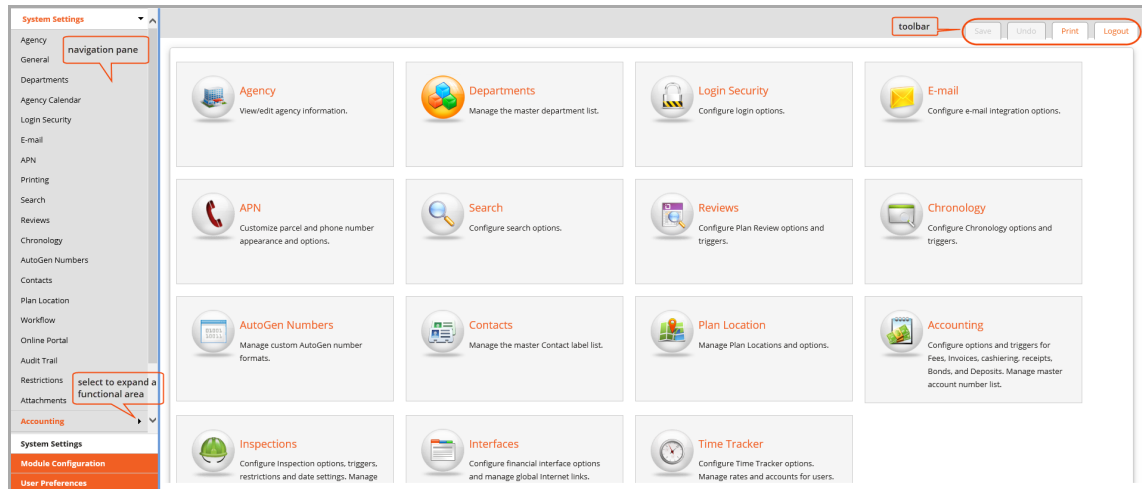 System Settings
Agency
General
Departments
Agency Calendar
Login Security
E-mail
APN
Printing
Search
Reviews
Chronology
AutoGen Numbers
Contacts
Plan Location
Workflow
Online Portal
Audit Trail
Restrictions
Attachments
Accounting
System Settings
Module Configuration
User Preferences
navigation pane
select to expand a
functional area
toolbar
Save
Undo
Print
Logout
Agency
View/edit agency information.
Departments
Manage the master department list.
Login Security
Configure login options.
E-mail
Configure e-mail integration options.
APN
Customize parcel and phone number
appearance and options.
Search
Configure search options.
Reviews
Configure Plan Review options and
triggers.
Chronology
Configure Chronology options and
triggers.
AutoGen Numbers
Manage custom AutoGen number
formats.
Contacts
Manage the master Contact label list.
Plan Location
Manage Plan Locations and options.
Accounting
Configure options and triggers for
Fees, Invoices, cashiering, receipts,
Bonds, and Deposits. Manage master
account number list.
Inspections
Configure Inspection options, triggers,
restrictions and date settings. Manage
Interfaces
Configure financial interface options
and manage global Internet links.
Time Tracker
Configure Time Tracker options.
Manage rates and accounts for users.